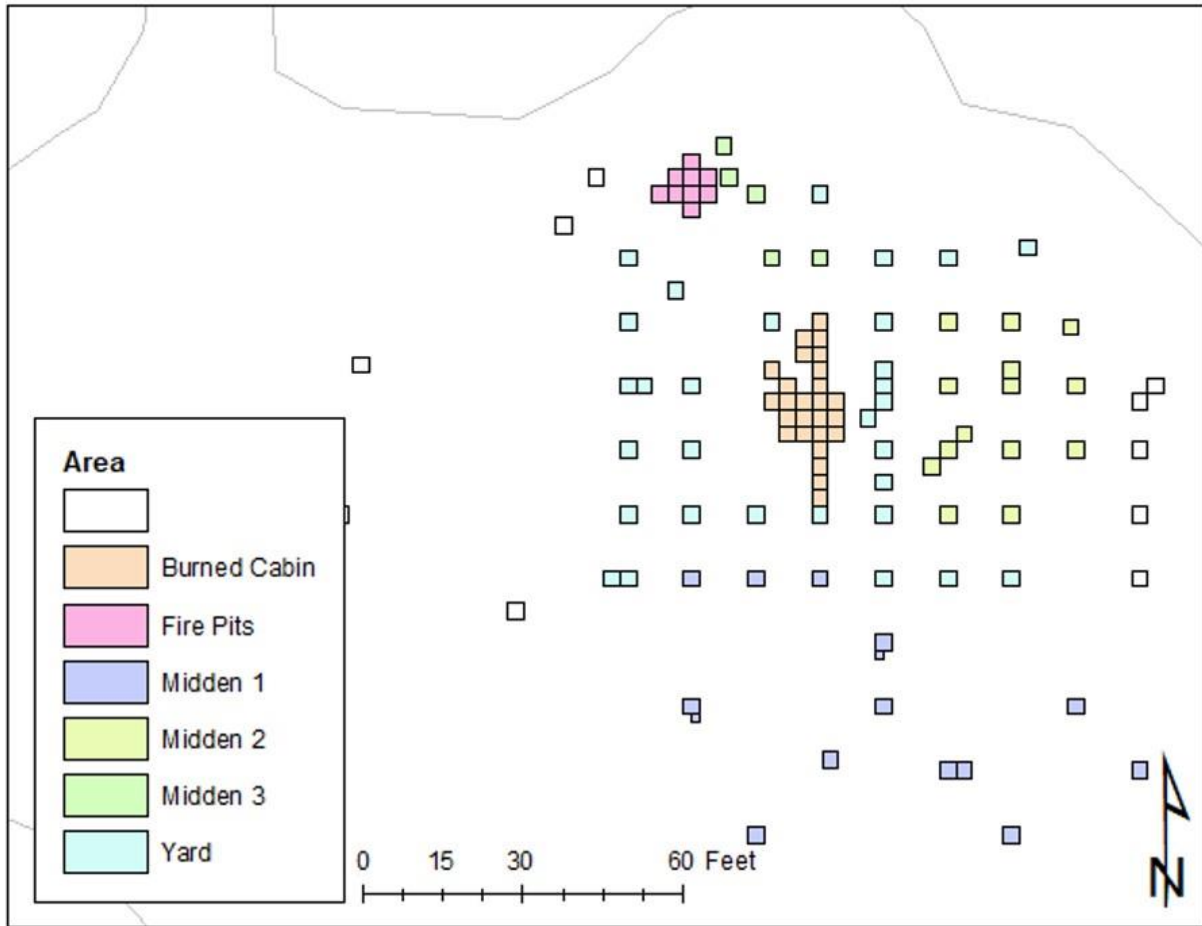 Area
Burned Cabin
Fire Pits
Midden 1
Midden 2
Midden 3
Yard
0 15 30 60 Feet
N